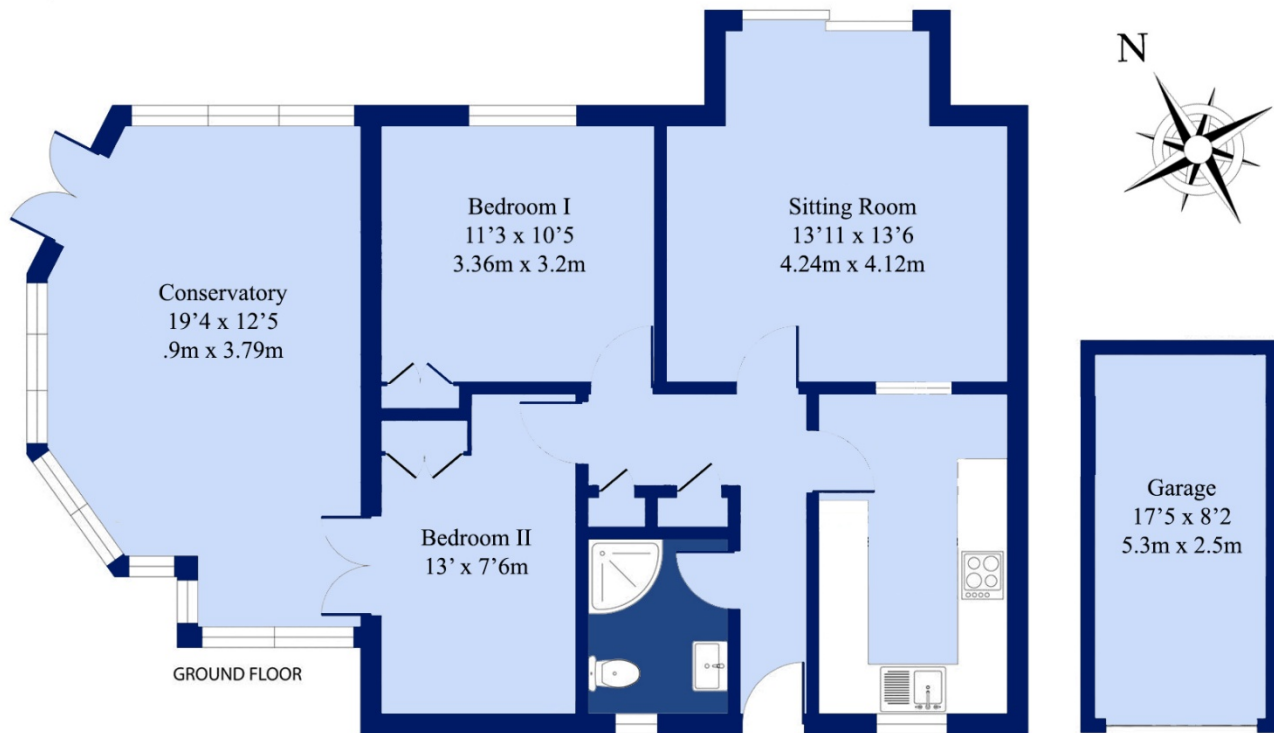 N
Bedroom I
11'3 x 10'5
3.36m x 3.2m
Sitting Room
13'11 x 13'6
4.24m x 4.12m
Conservatory
19'4 x 12'5
.9m x 3.79m
Garage
17'5 x 8'2
5.3m x 2.5m
Bedroom II
13' x 7'6m
GROUND FLOOR